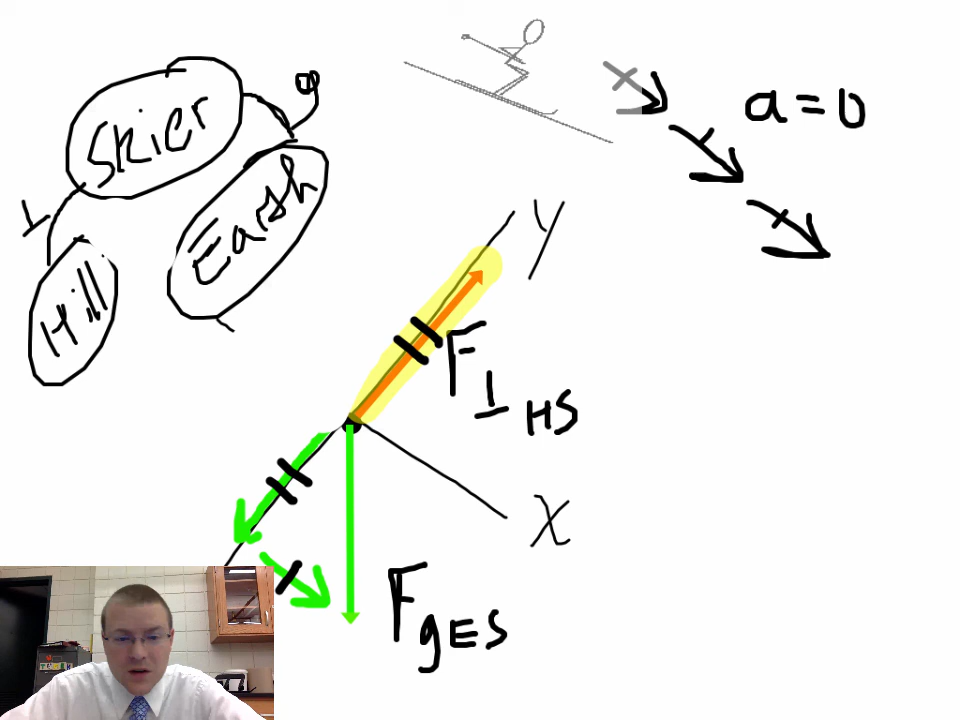 Skier
g
Earth
⊥
Hill
a = 0
y
F⊥HS
x
FgES